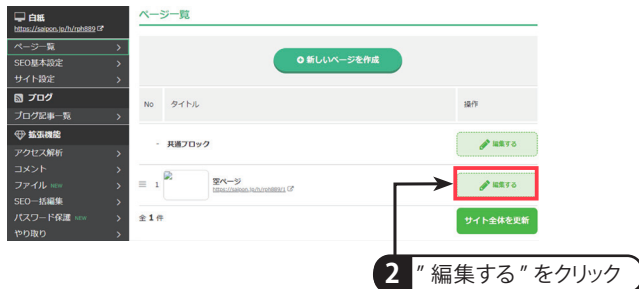 白紙
https://saipon.jp/h/rph889
ページ一覧
SEO基本設定
サイト設定
ブログ
ブログ記事一覧
拡張機能
アクセス解析
コメント
ファイル NEW
SEO一括編集
パスワード保護 NEW
やり取り
ページ一覧
新しいページを作成
No タイトル 操作
- 共通ブロック 編集する
1 空ページ 編集する
https://saipon.jp/h/rph889/1
全 1 件 サイト全体を更新
2 ” 編集する ” をクリック